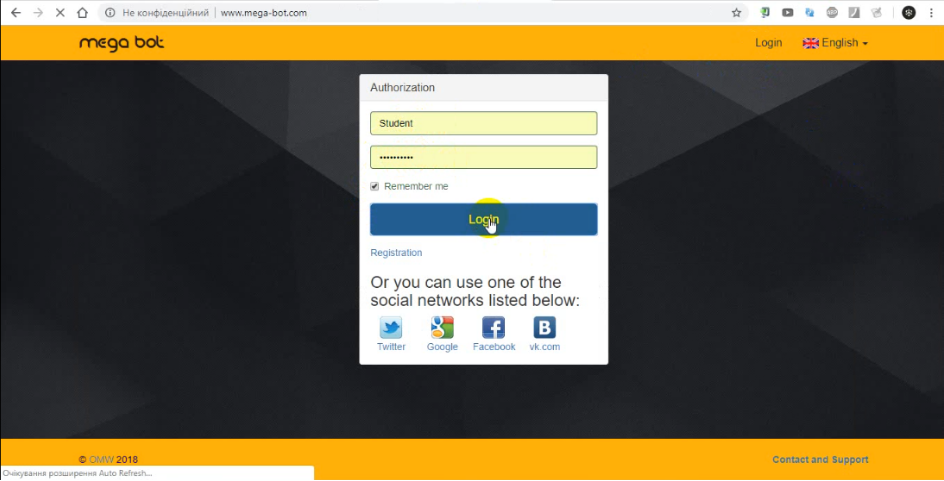 Не конфіденційний | www.mega-bot.com
mega bot
Login
English
Authorization
Student
••••••••••
Remember me
Login
Registration
Or you can use one of the
social networks listed below:
Twitter
Google
Facebook
B
vk.com
© OMW 2018
Contact and Support
Очікування розширення Auto Refresh...